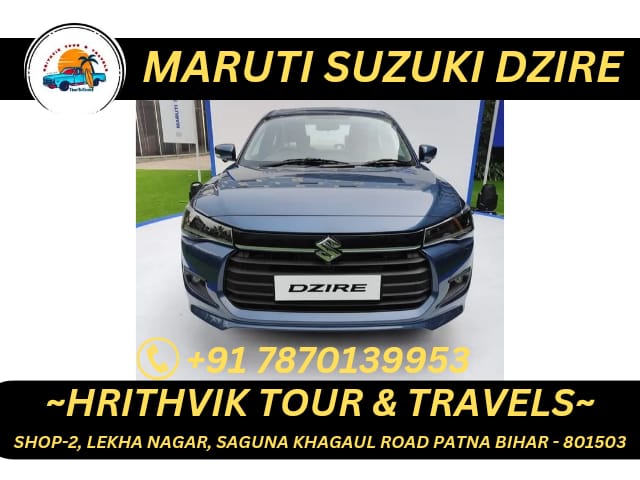 MARUTI SUZUKI DZIRE
DZIRE
+91 7870139953
~HRITHVIK TOUR & TRAVELS~
SHOP-2, LEKHA NAGAR, SAGUNA KHAGAUL ROAD PATNA BIHAR - 801503